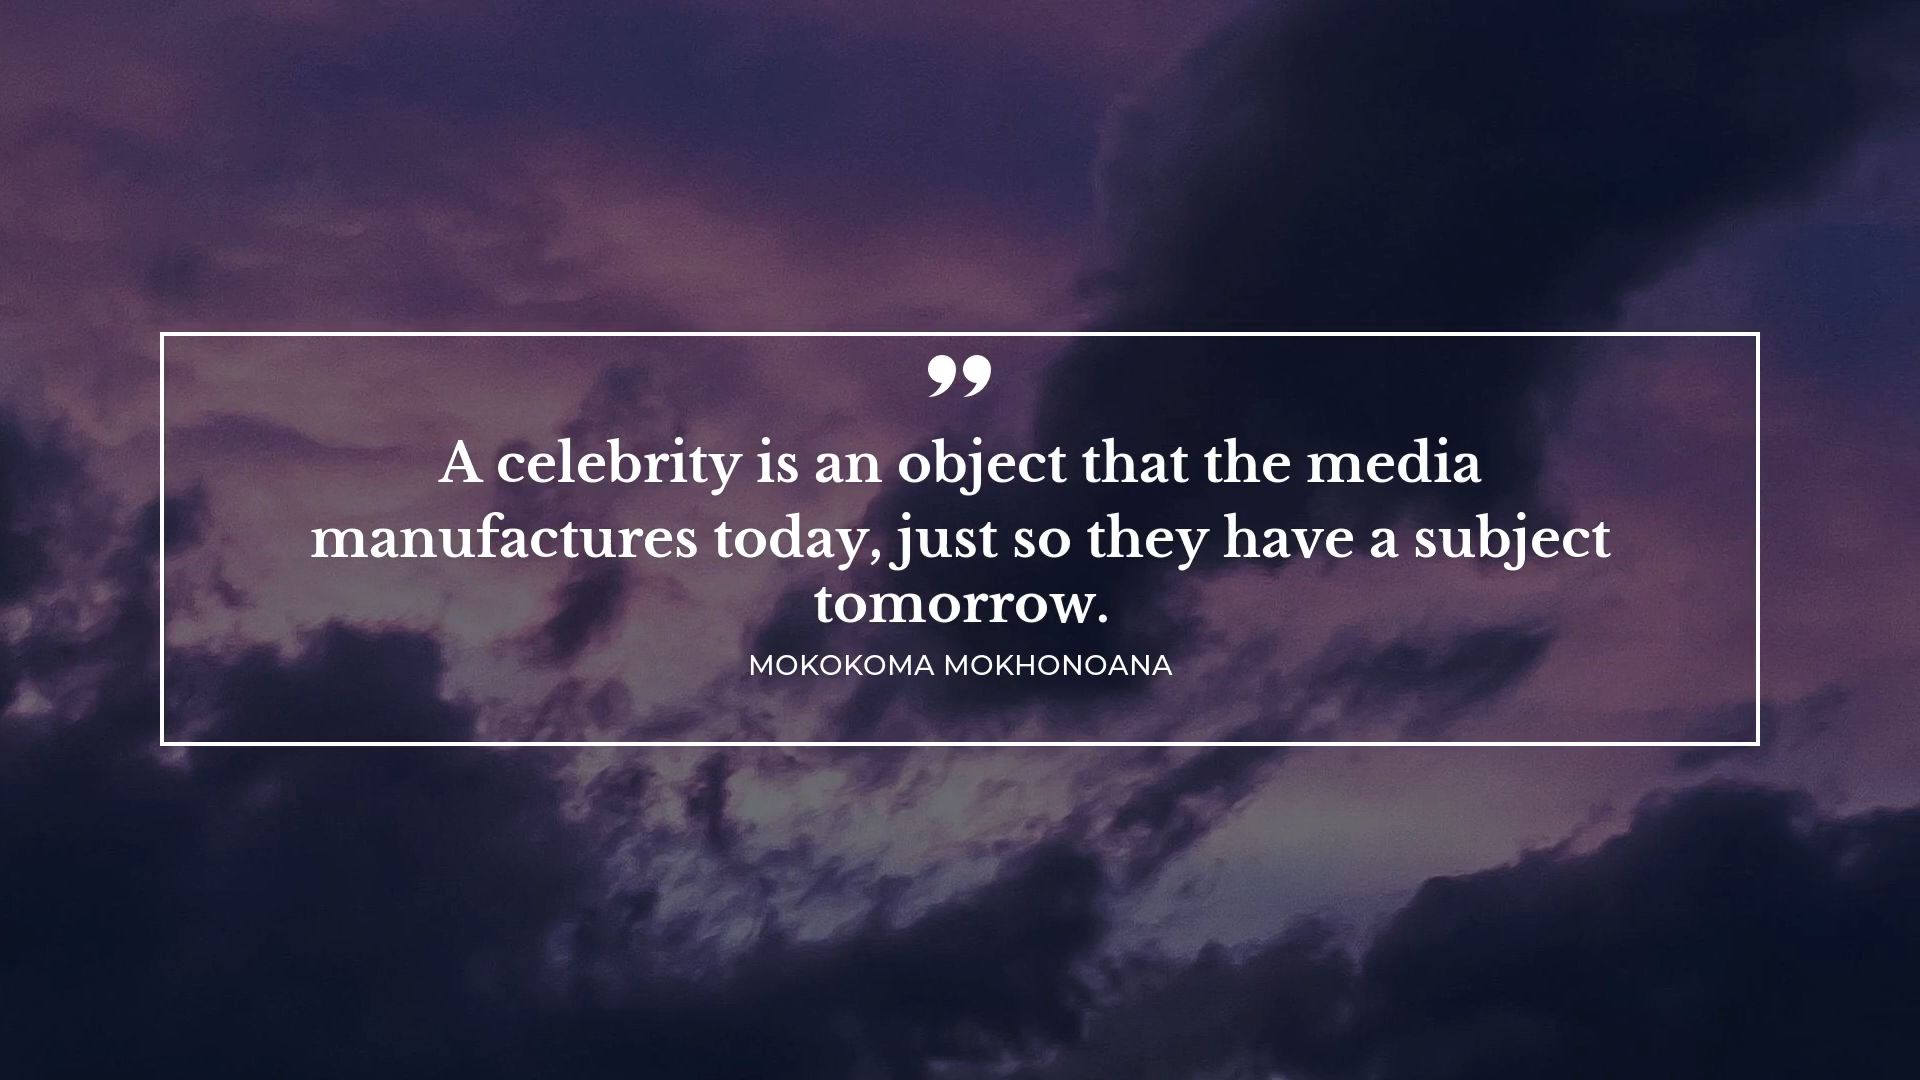 ”
A celebrity is an object that the media
manufactures today, just so they have a subject
tomorrow.
MOKOKOMA MOKHONOANA